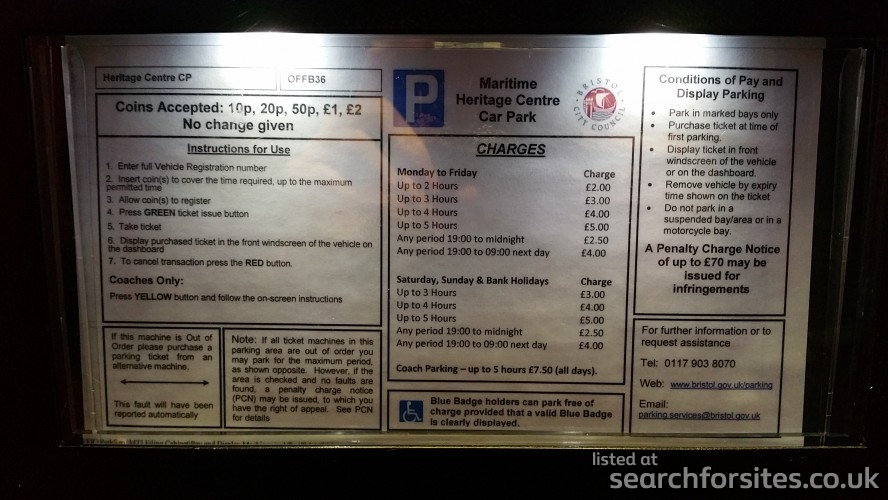 Heritage Centre CP
OFFB36
Coins Accepted: 10p, 20p, 50p, £1, £2
No change given
Instructions for Use
1. Enter full Vehicle Registration number
2. Insert coin(s) to cover the time required, up to the maximum
permitted time
3. Allow coin(s) to register
4. Press GREEN ticket issue button
5. Take ticket
6. Display purchased ticket in the front windscreen of the vehicle on
the dashboard
7. To cancel transaction press the RED button.
Coaches Only:
Press YELLOW button and follow the on-screen instructions
If this machine is Out of
Order please purchase a
parking ticket from an
alternative machine.
This fault will have been
reported automatically
Note: If all ticket machines in this
parking area are out of order you
may park for the maximum period,
as shown opposite. However, if the
area is checked and no faults are
found, a penalty charge notice
(PCN) may be issued, to which you
have the right of appeal. See PCN
for details
P
Maritime
Heritage Centre
Car Park
BRISTOL
CITY COUNCIL
CHARGES
Monday to Friday Charge
Up to 2 Hours £2.00
Up to 3 Hours £3.00
Up to 4 Hours £4.00
Up to 5 Hours £5.00
Any period 19:00 to midnight £2.50
Any period 19:00 to 09:00 next day £4.00
Saturday, Sunday & Bank Holidays Charge
Up to 3 Hours £3.00
Up to 4 Hours £4.00
Up to 5 Hours £5.00
Any period 19:00 to midnight £2.50
Any period 19:00 to 09:00 next day £4.00
Coach Parking – up to 5 hours £7.50 (all days).
Blue Badge holders can park free of
charge provided that a valid Blue Badge
is clearly displayed.
Conditions of Pay and
Display Parking
• Park in marked bays only
• Purchase ticket at time of
first parking.
• Display ticket in front
windscreen of the vehicle
or on the dashboard.
• Remove vehicle by expiry
time shown on the ticket
• Do not park in a
suspended bay/area or in a
motorcycle bay.
A Penalty Charge Notice
of up to £70 may be
issued for
infringements
For further information or to
request assistance
Tel: 0117 903 8070
Web: www.bristol.gov.uk/parking
Email:
parking.services@bristol.gov.uk
listed at
searchforsites.co.uk